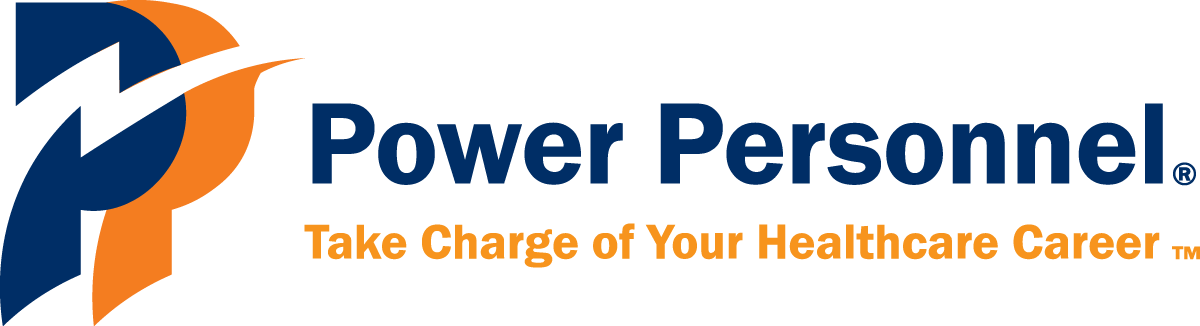 Power Personnel®
Take Charge of Your Healthcare Career™